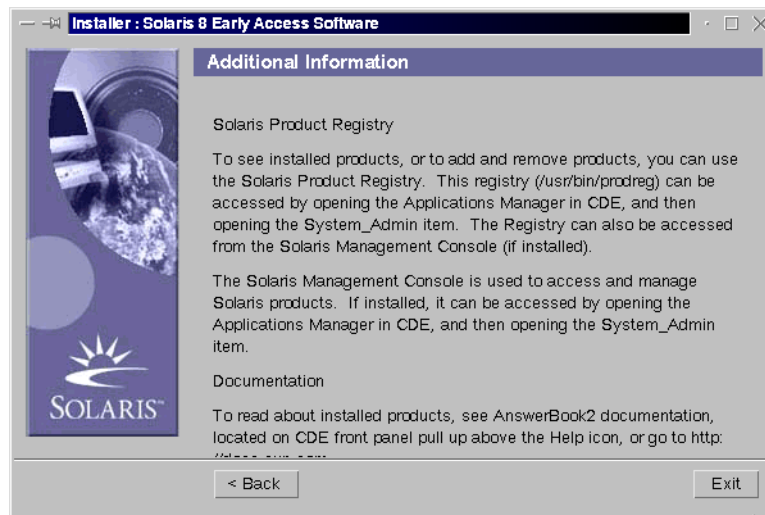 Installer : Solaris 8 Early Access Software
Additional Information
Solaris Product Registry
To see installed products, or to add and remove products, you can use
the Solaris Product Registry. This registry (/usr/bin/prodreg) can be
accessed by opening the Applications Manager in CDE, and then
opening the System_Admin item. The Registry can also be accessed
from the Solaris Management Console (if installed).
The Solaris Management Console is used to access and manage
Solaris products. If installed, it can be accessed by opening the
Applications Manager in CDE, and then opening the System_Admin
item.
Documentation
To read about installed products, see AnswerBook2 documentation,
located on CDE front panel pull up above the Help icon, or go to http:
SOLARIS™
< Back
Exit